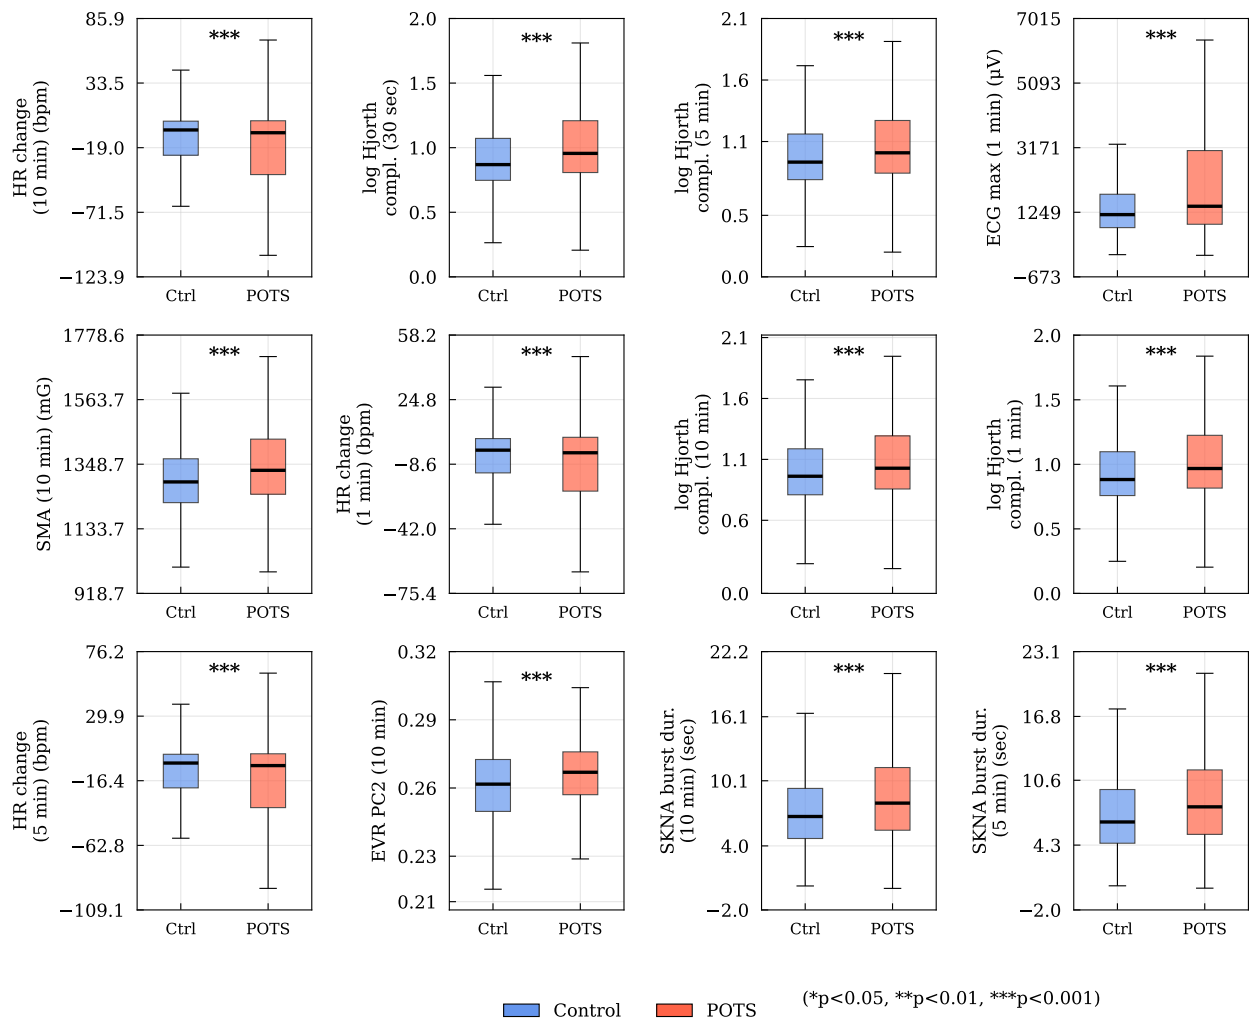 HR change
(10 min) (bpm)
85.9
33.5
−19.0
−71.5
−123.9
***
Ctrl
POTS
log Hjorth
compl. (30 sec)
2.0
1.5
1.0
0.5
0.0
***
Ctrl
POTS
log Hjorth
compl. (5 min)
2.1
1.6
1.1
0.5
0.0
***
Ctrl
POTS
ECG max (1 min) (μV)
7015
5093
3171
1249
−673
***
Ctrl
POTS
SMA (10 min) (mG)
1778.6
1563.7
1348.7
1133.7
918.7
***
Ctrl
POTS
HR change
(1 min) (bpm)
58.2
24.8
−8.6
−42.0
−75.4
***
Ctrl
POTS
log Hjorth
compl. (10 min)
2.1
1.6
1.1
0.6
0.0
***
Ctrl
POTS
log Hjorth
compl. (1 min)
2.0
1.5
1.0
0.5
0.0
***
Ctrl
POTS
HR change
(5 min) (bpm)
76.2
29.9
−16.4
−62.8
−109.1
***
Ctrl
POTS
EVR PC2 (10 min)
0.32
0.29
0.26
0.23
0.21
***
Ctrl
POTS
SKNA burst dur.
(10 min) (sec)
22.2
16.1
10.1
4.0
−2.0
***
Ctrl
POTS
SKNA burst dur.
(5 min) (sec)
23.1
16.8
10.6
4.3
−2.0
***
Ctrl
POTS
Control
POTS
(*p<0.05, **p<0.01, ***p<0.001)